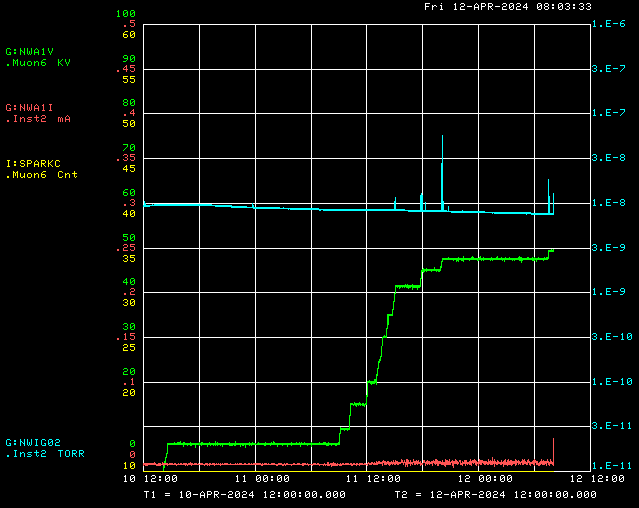 Fri 12-APR-2024 08:03:33
100
.5
60
1.E-6
G:NWA1V
.Muon6 KV
90
.45
55
3.E-7
G:NWA1I
.Inst2 mA
80
.4
50
1.E-7
I:SPARKC
.Muon6 Cnt
70
.35
45
3.E-8
60
.3
40
1.E-8
50
.25
35
3.E-9
40
.2
30
1.E-9
30
.15
25
3.E-10
20
.1
20
1.E-10
3.E-11
G:NWIG02
.Inst2 TORR
0
0
10
1.E-11
10 12:00
11 00:00
11 12:00
12 00:00
12 12:00
T1 = 10-APR-2024 12:00:00.000
T2 = 12-APR-2024 12:00:00.000